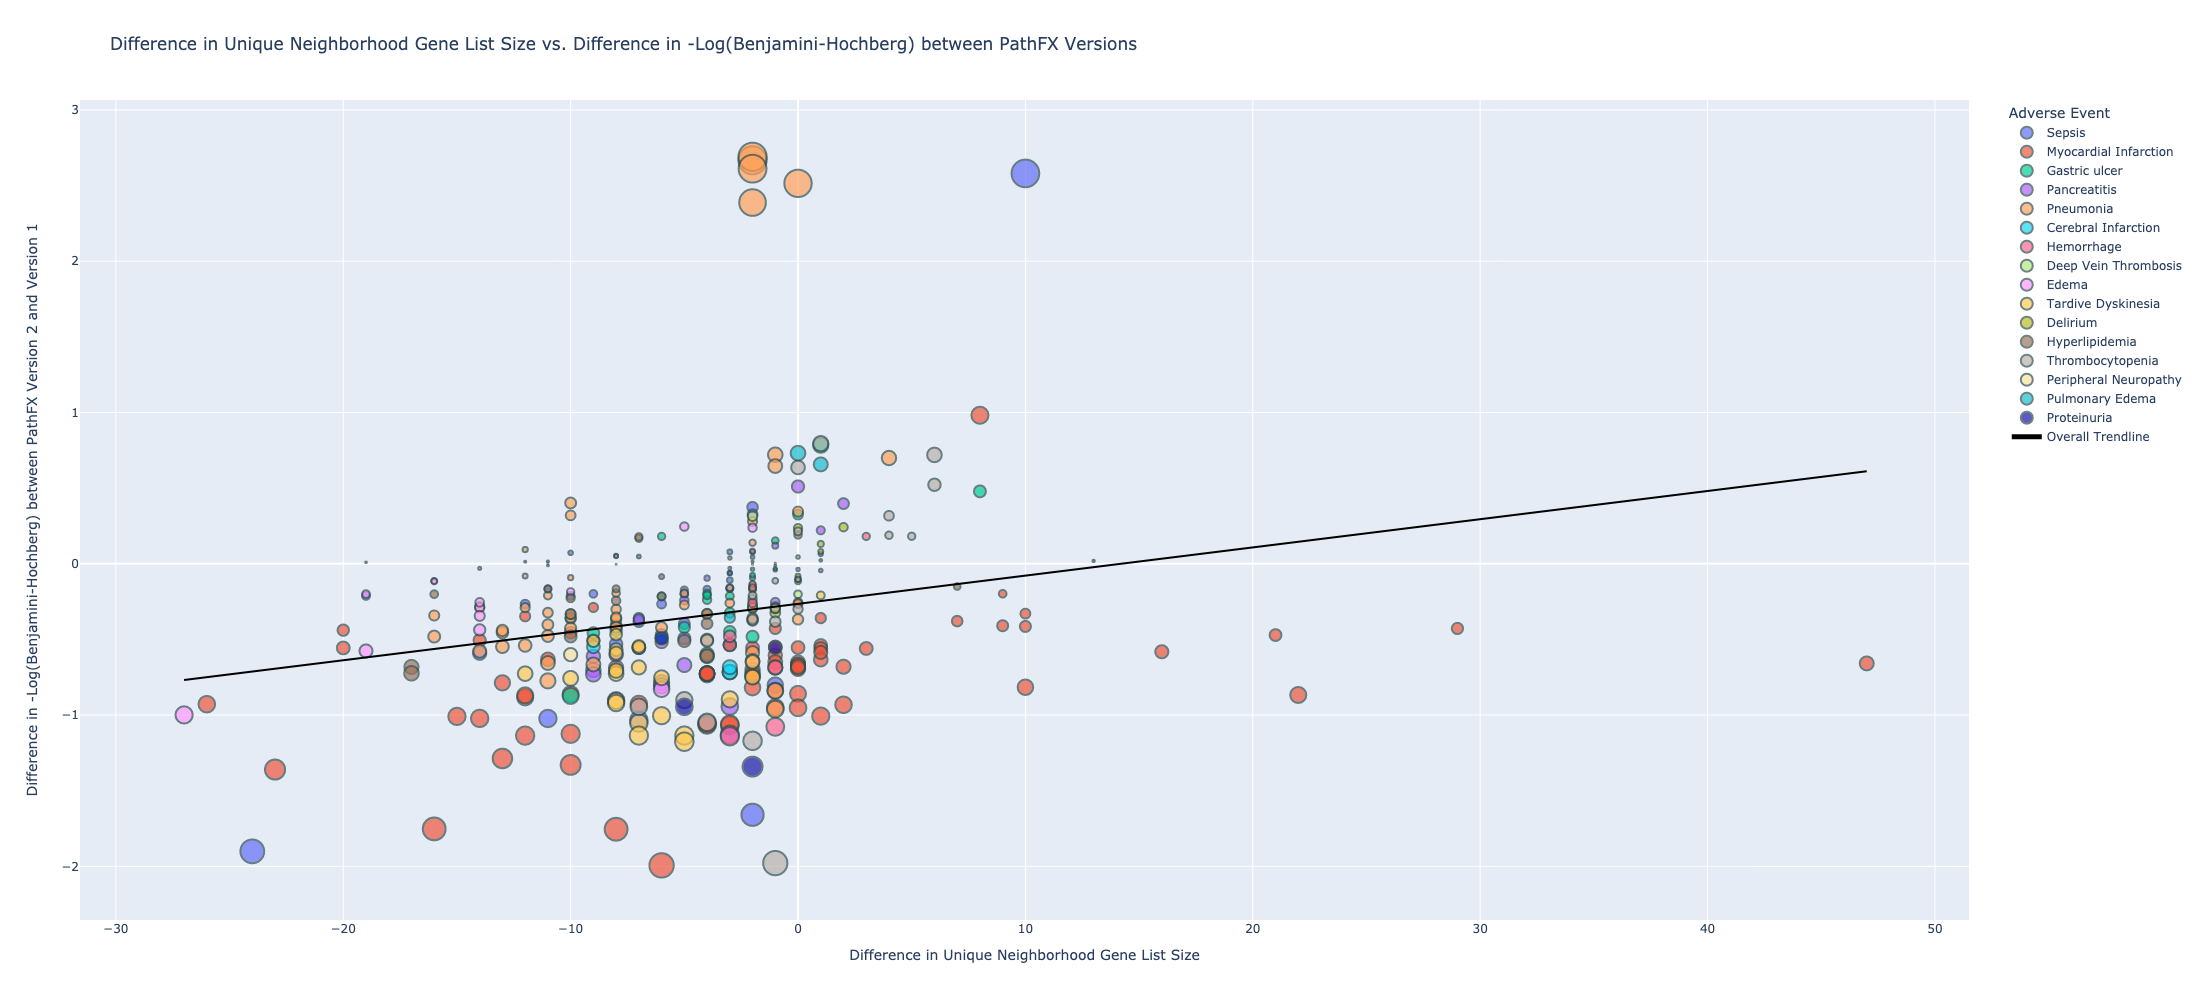 Difference in Unique Neighborhood Gene List Size vs. Difference in -Log(Benjamini-Hochberg) between PathFX Versions
Difference in -Log(Benjamini-Hochberg) between PathFX Version 2 and Version 1
3
2
1
0
−1
−2
−30
−20
−10
0
10
20
30
40
50
Difference in Unique Neighborhood Gene List Size
Adverse Event
Sepsis
Myocardial Infarction
Gastric ulcer
Pancreatitis
Pneumonia
Cerebral Infarction
Hemorrhage
Deep Vein Thrombosis
Edema
Tardive Dyskinesia
Delirium
Hyperlipidemia
Thrombocytopenia
Peripheral Neuropathy
Pulmonary Edema
Proteinuria
Overall Trendline